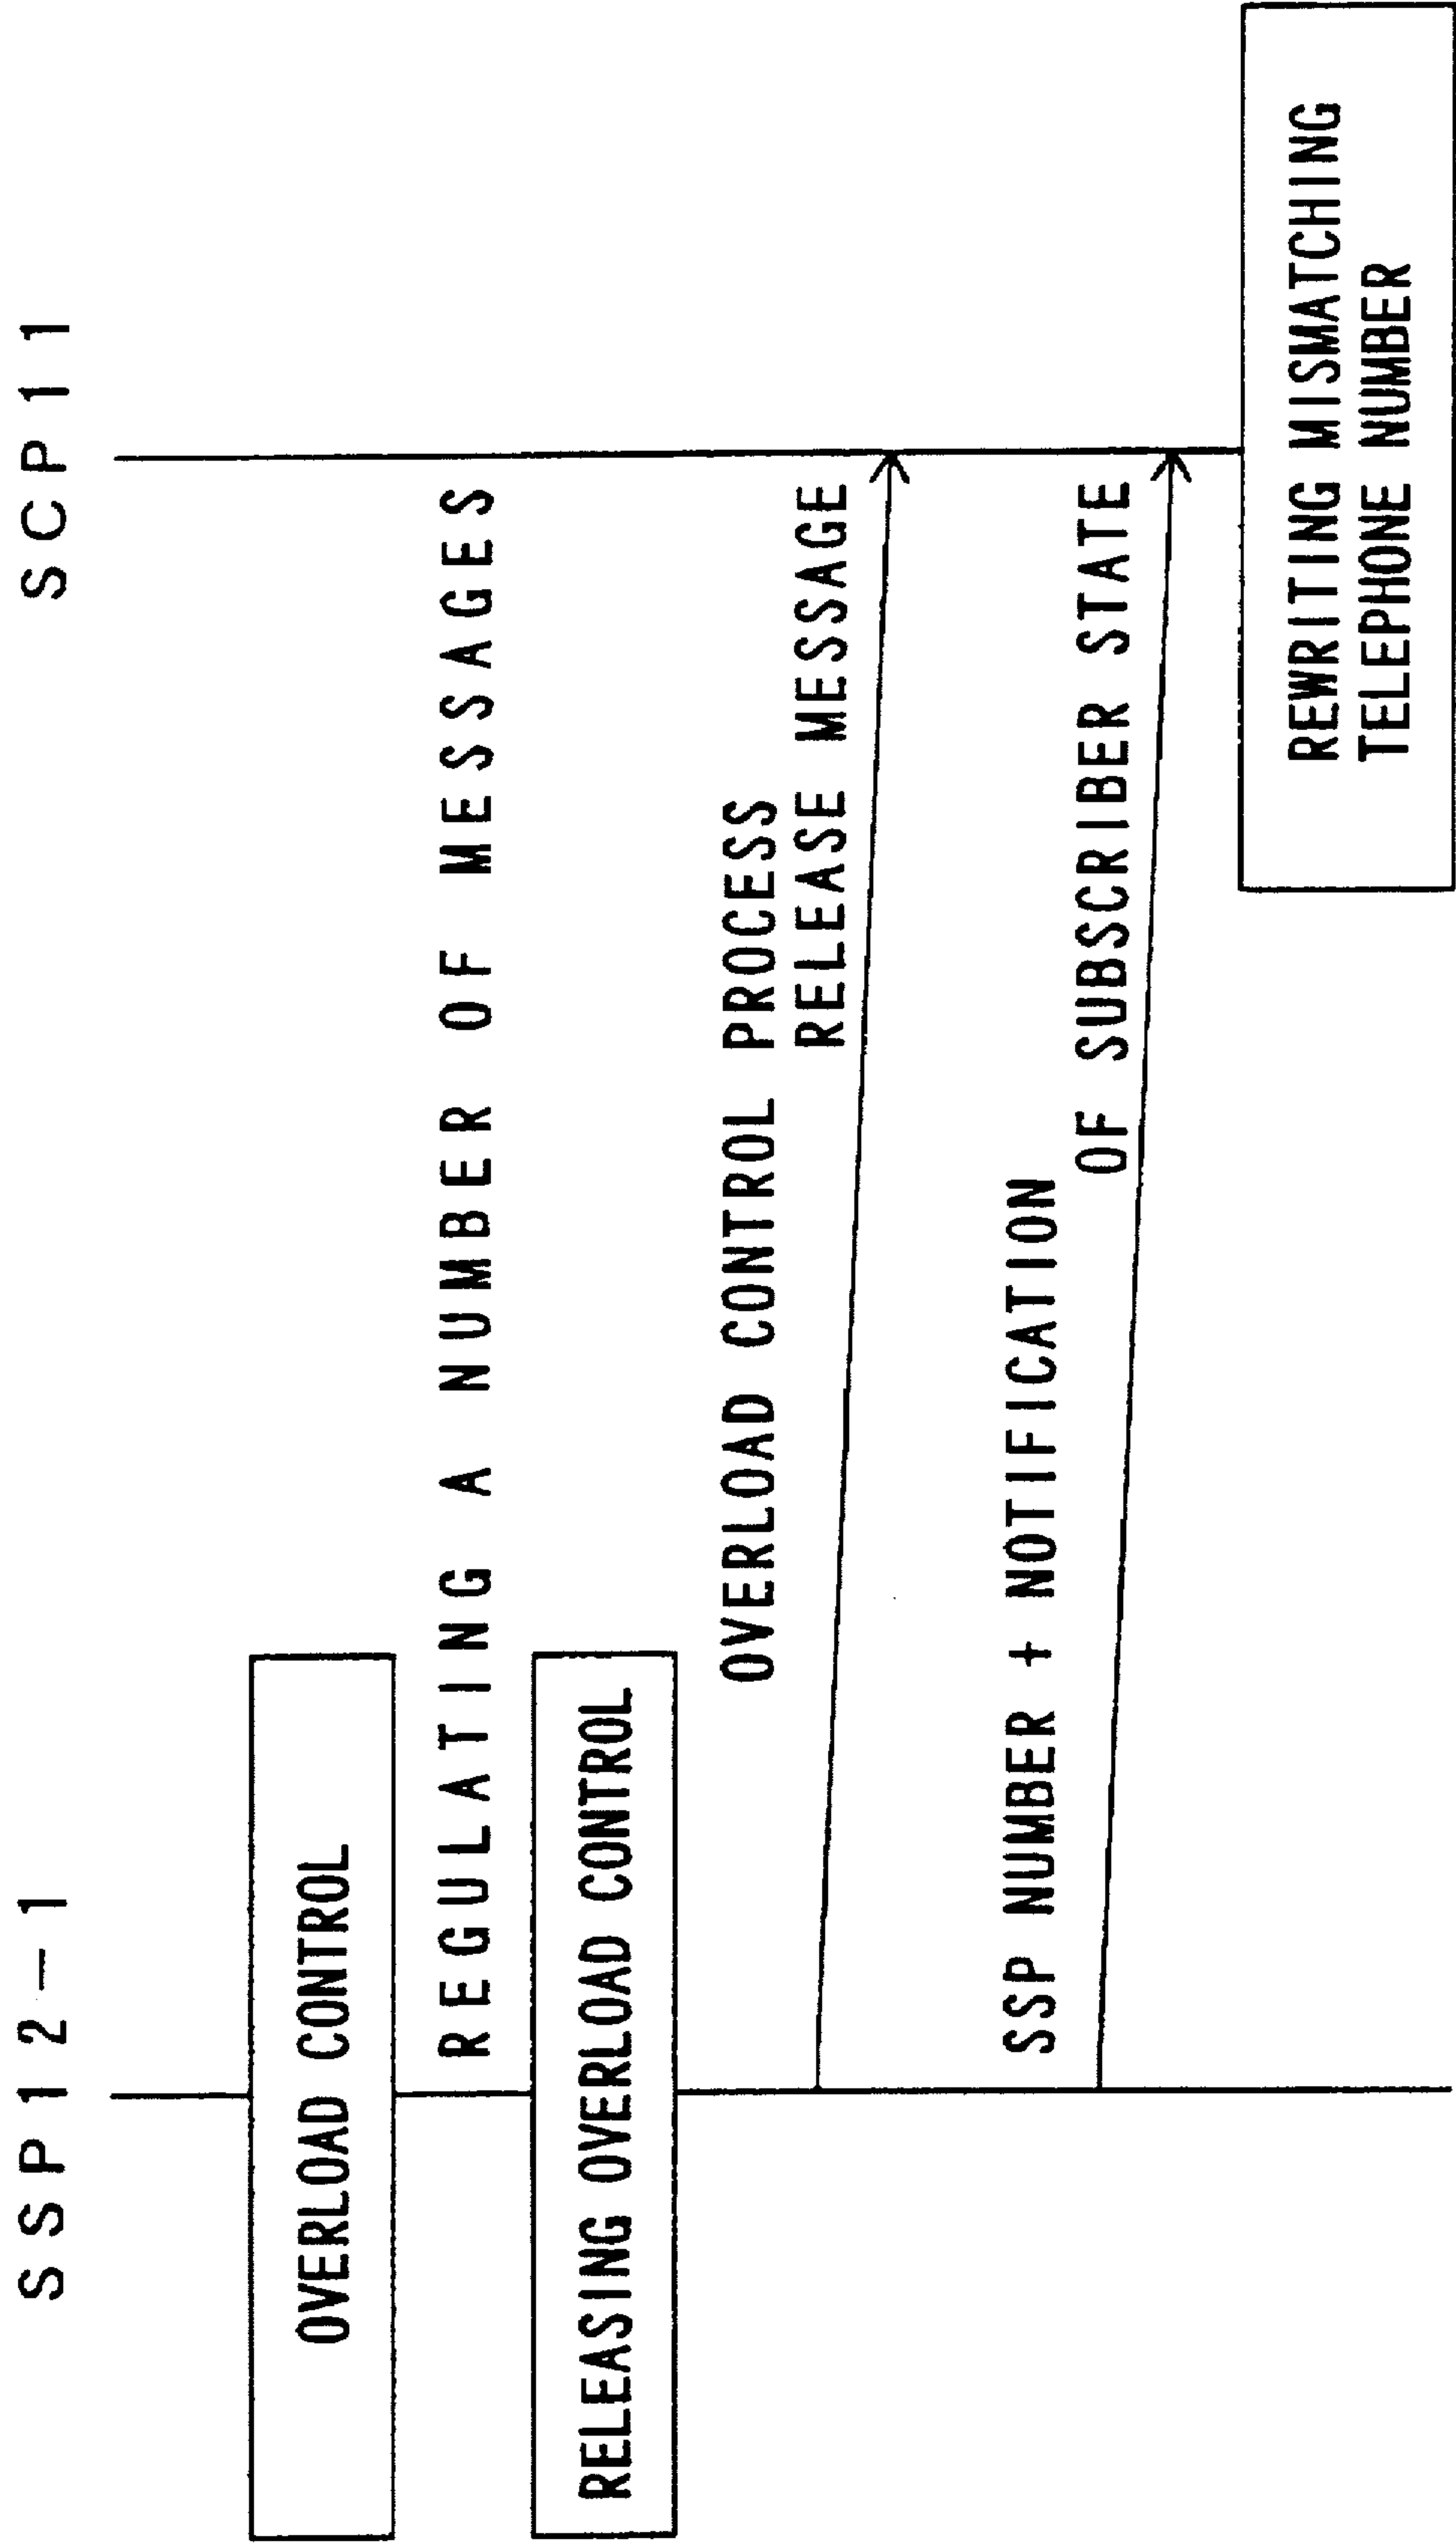 SSP12-1
SCP11
OVERLOAD CONTROL
REGULATING A NUMBER OF MESSAGES
RELEASING OVERLOAD CONTROL
OVERLOAD CONTROL PROCESS
RELEASE MESSAGE
SSP NUMBER + NOTIFICATION
OF SUBSCRIBER STATE
REWRITING MISMATCHING
TELEPHONE NUMBER